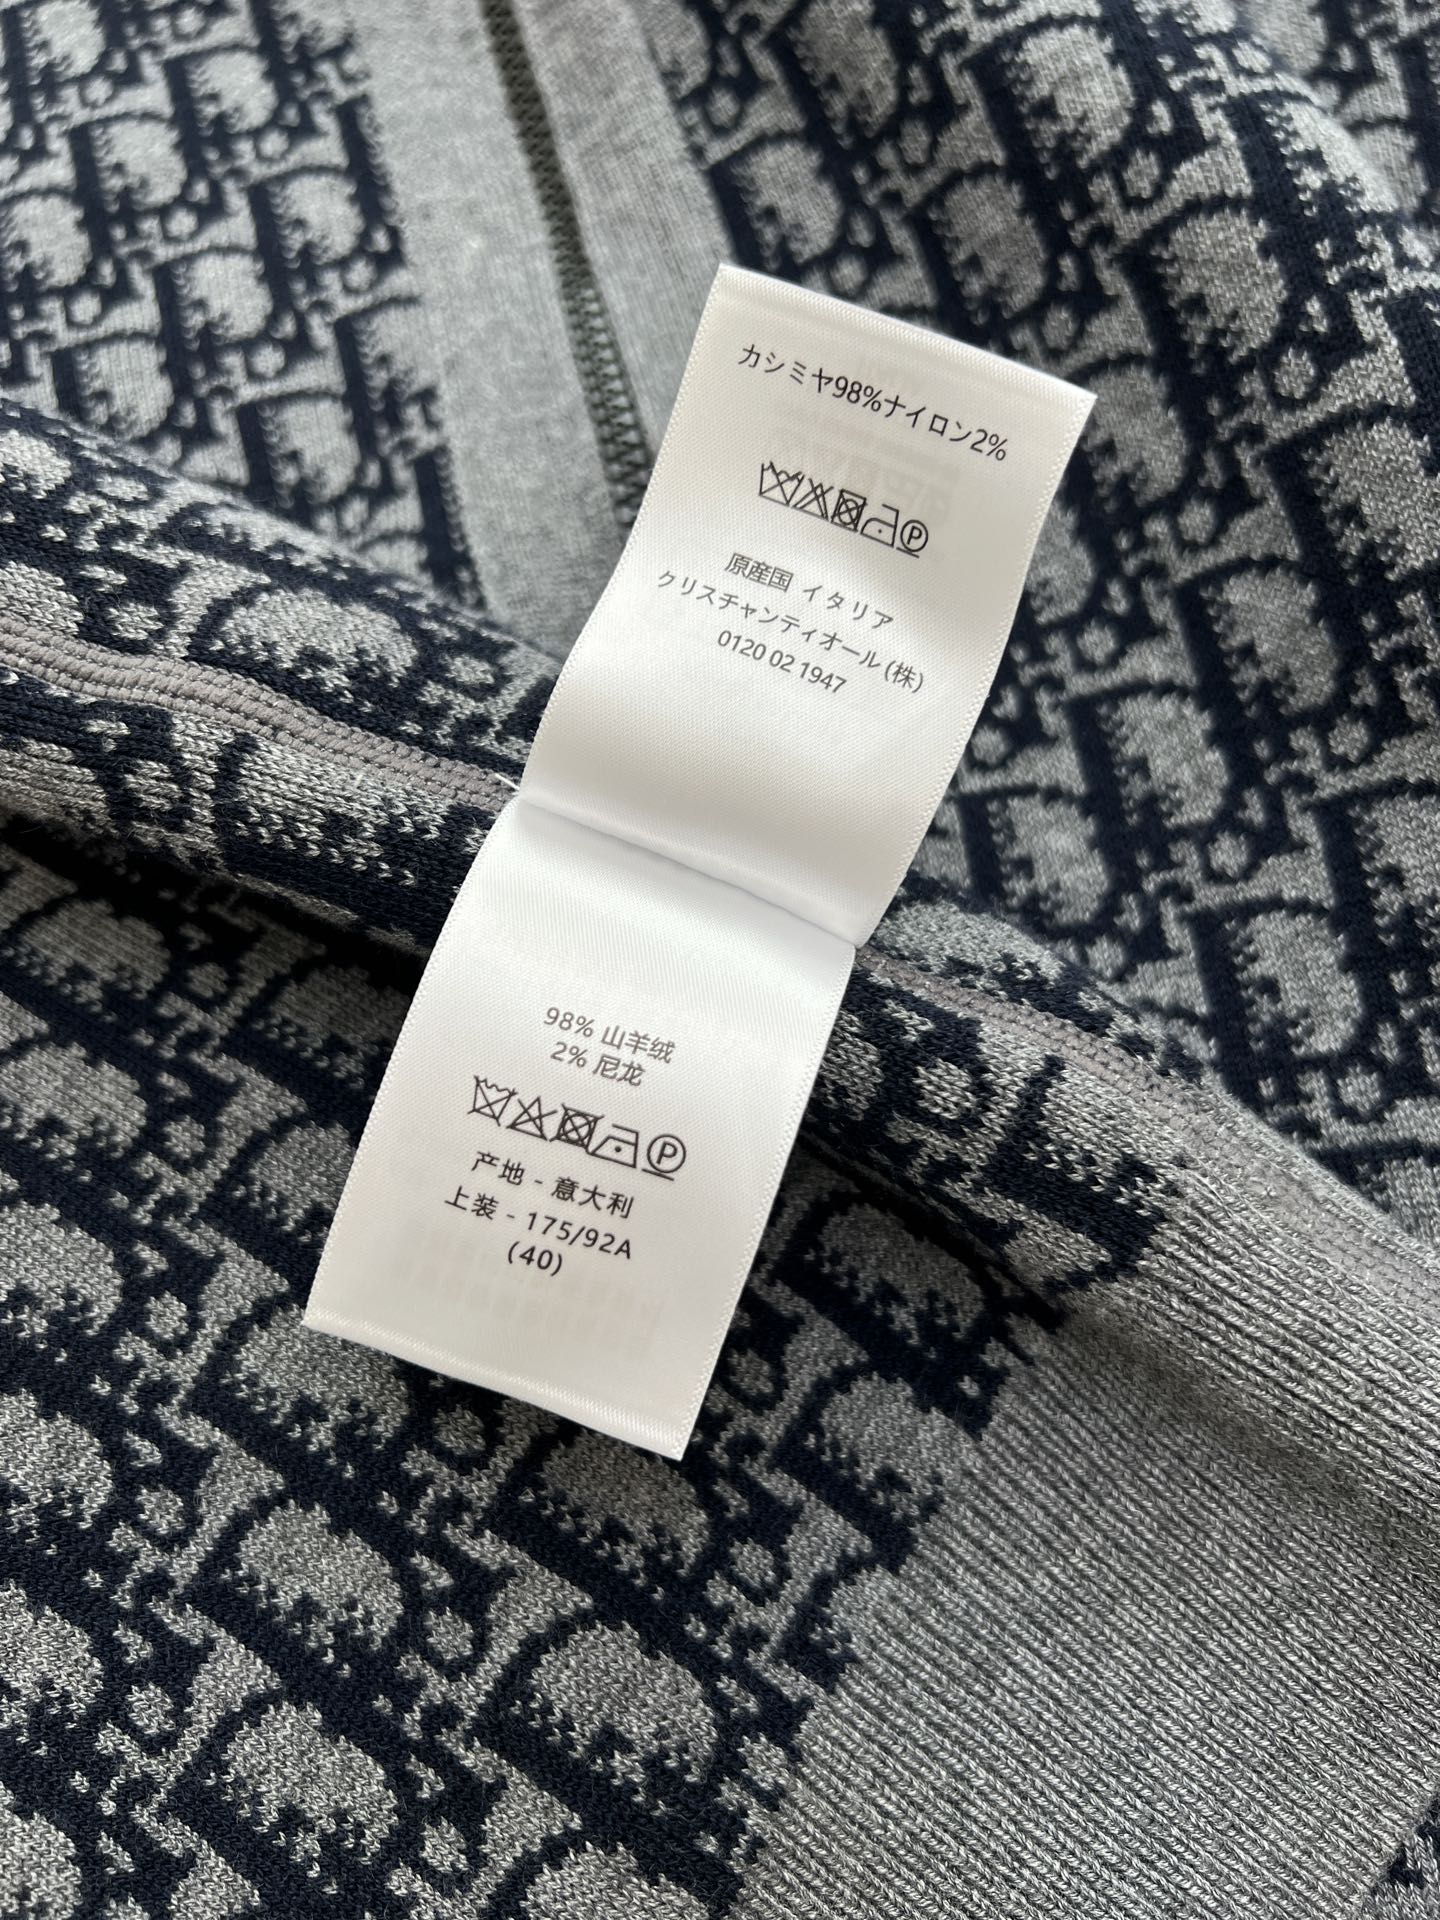 カシミヤ98%ナイロン2%
P
原産国 イタリア
クリスチャンディオール(株)
0120 02 1947
98% 山羊绒
2% 尼龙
P
产地 - 意大利
上装 - 175/92A
(40)